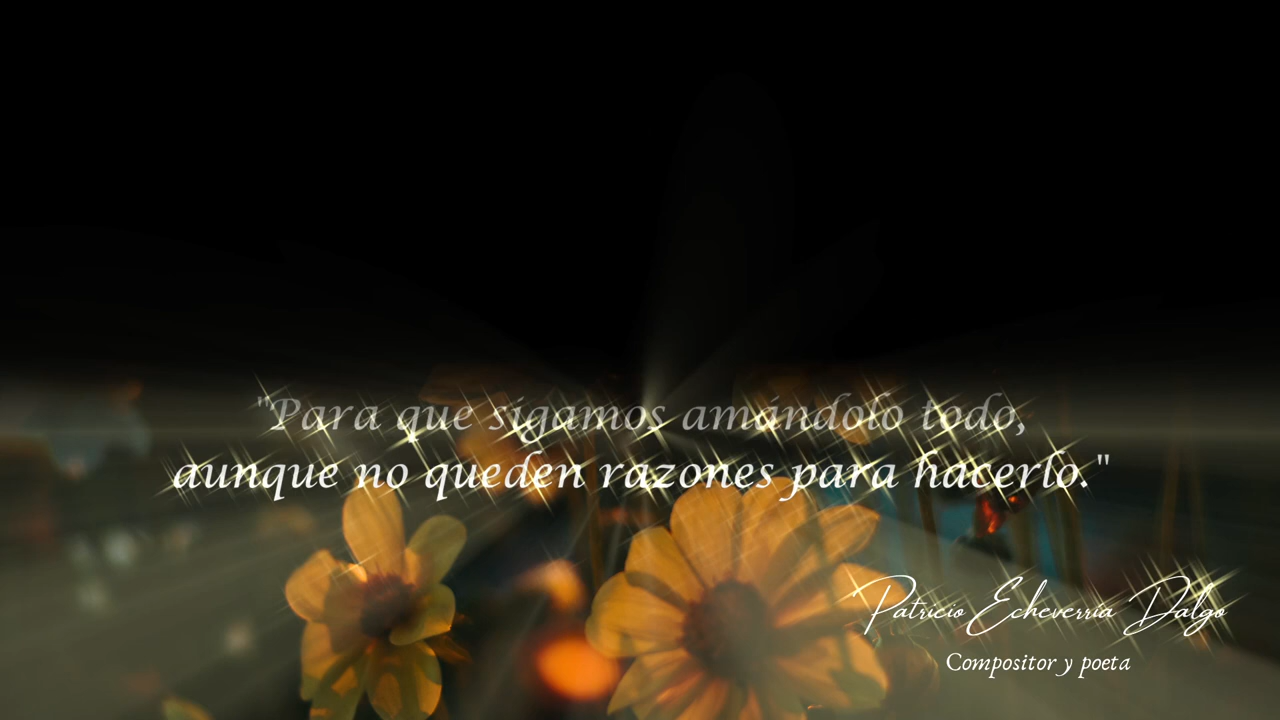 "Para que sigamos amándolo todo,
aunque no queden razones para hacerlo."
Patricio Echeverría Dalgo
Compositor y poeta